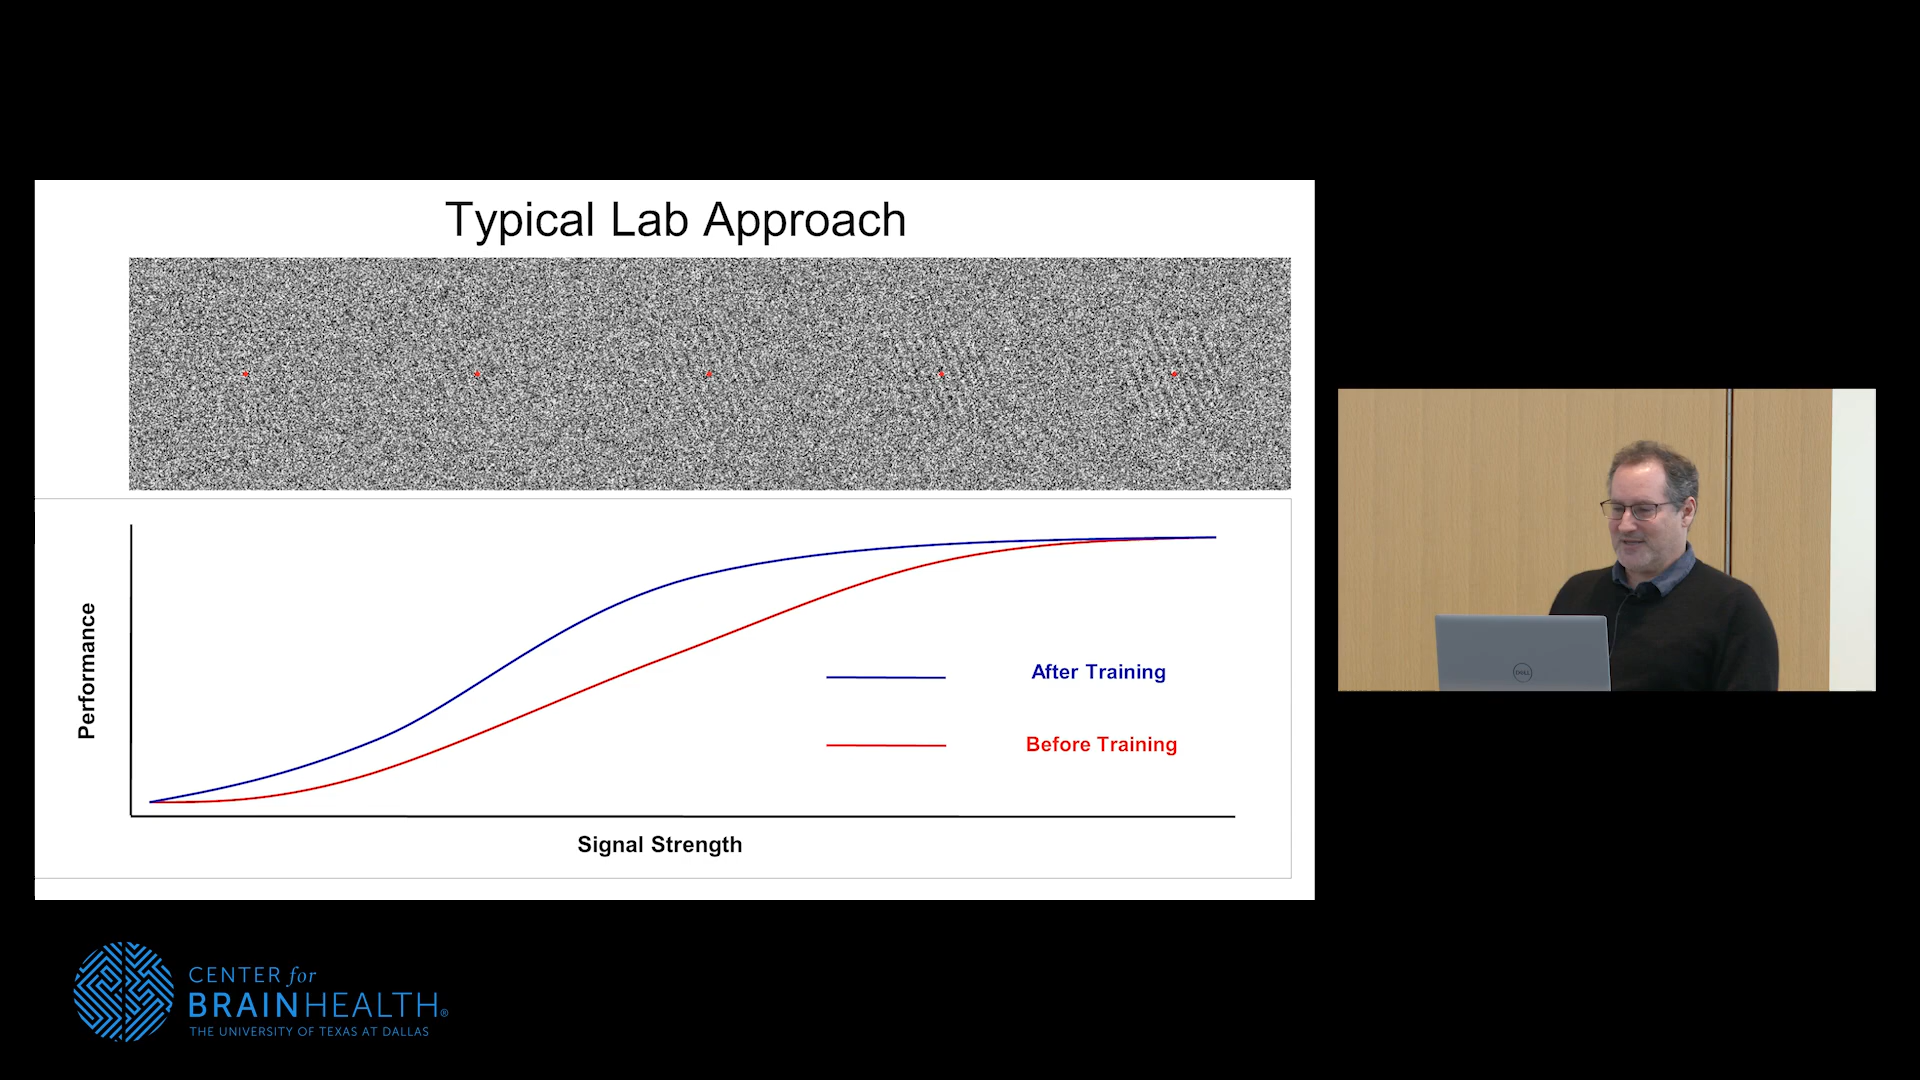 Typical Lab Approach
Performance
After Training
Before Training
Signal Strength
CENTER for
BRAINHEALTH®
THE UNIVERSITY OF TEXAS AT DALLAS
DELL